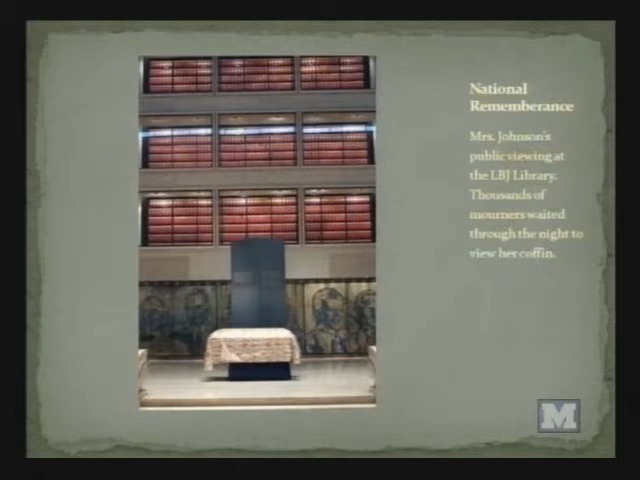 National
Rememberance
Mrs. Johnson's
public viewing at
the LBJ Library.
Thousands of
mourners waited
through the night to
view her coffin.
M